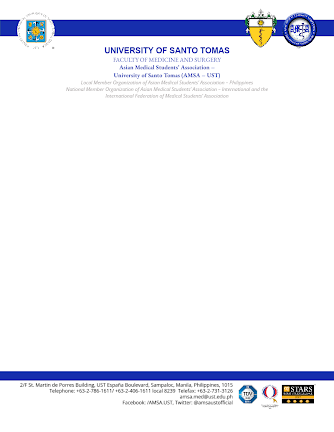 UNIVERSITY OF SANTO TOMAS
FACULTY OF MEDICINE AND SURGERY
Asian Medical Students' Association –
University of Santo Tomas (AMSA – UST)
Local Member Organization of Asian Medical Students' Association – Philippines
National Member Organization of Asian Medical Students' Association – International and the
International Federation of Medical Students' Association
2/F St. Martin de Porres Building, UST España Boulevard, Sampaloc, Manila, Philippines, 1015
Telephone: +63-2-786-1611/ +63-2-406-1611 local 8239 Telefax: +63-2-731-3126
amsa.med@ust.edu.ph
Facebook: /AMSA.UST, Twitter: @amsaustofficial
TÜV
STARS